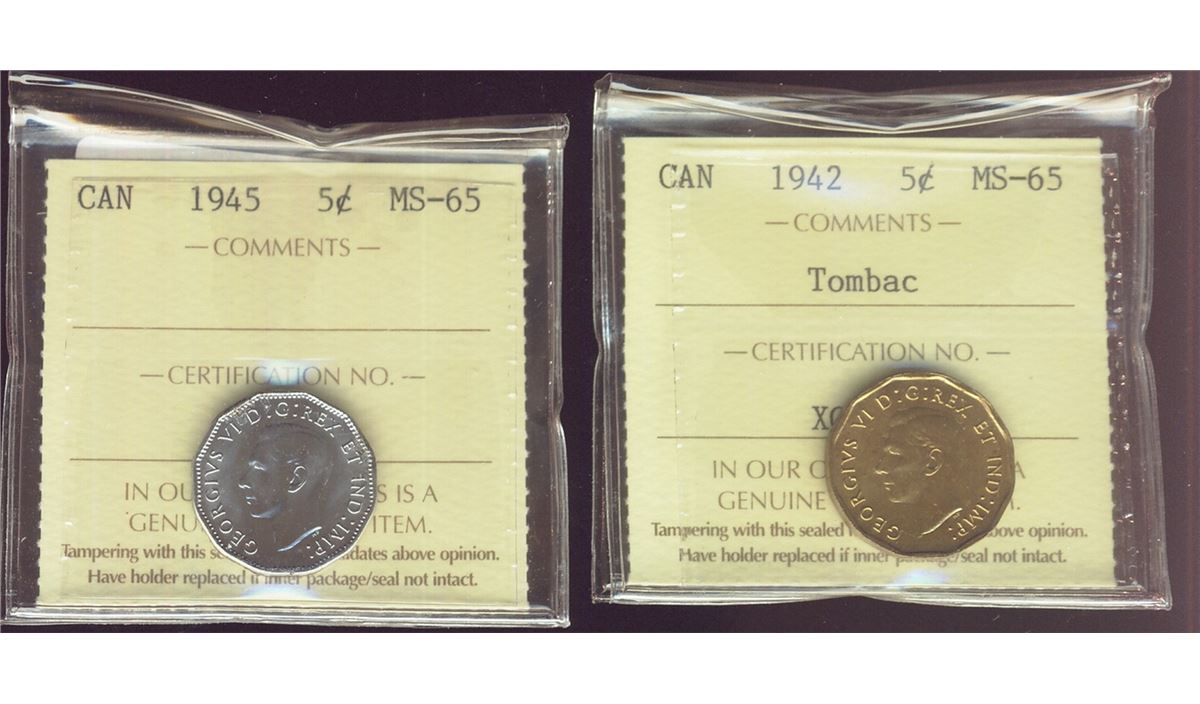 CAN 1945 5¢ MS-65
— COMMENTS —
— CERTIFICATION NO. —
IN OU S IS A
GENU ITEM.
Tampering with this se dates above opinion.
Have holder replaced if inner package/seal not intact.
GEORGIVS VI D:G:REX ET IND:IMP:
CAN 1942 5¢ MS-65
— COMMENTS —
Tombac
— CERTIFICATION NO. —
IN OUR O A
GENUINE
Tampering with this sealed above opinion.
Have holder replaced if inner package/seal not intact.
GEORGIVS VI D:G:REX ET IND:IMP: